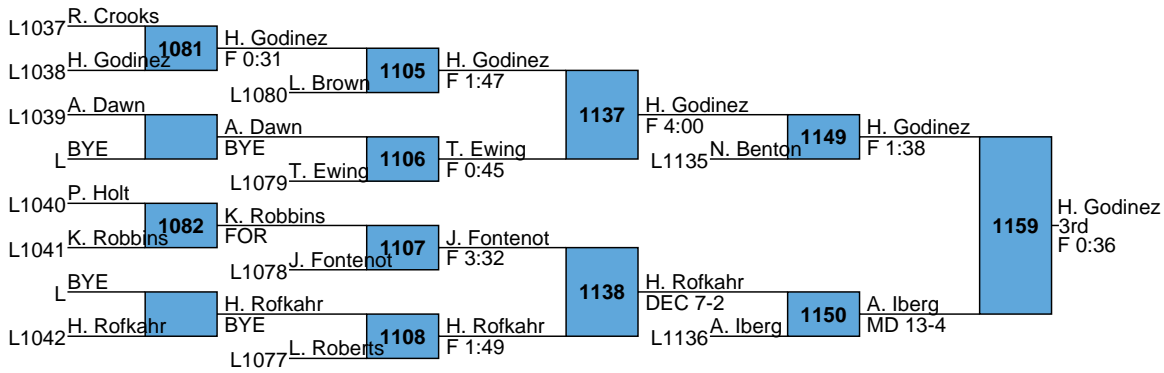 L1037 R. Crooks
1081
L1038 H. Godinez
H. Godinez
F 0:31
L1039 A. Dawn
L BYE
A. Dawn
BYE
L1040 P. Holt
1082
L1041 K. Robbins
K. Robbins
FOR
L BYE
L1042 H. Rofkahr
H. Rofkahr
BYE
1105
L1080 L. Brown
H. Godinez
F 1:47
1106
L1079 T. Ewing
T. Ewing
F 0:45
1107
L1078 J. Fontenot
J. Fontenot
F 3:32
1108
L1077 L. Roberts
H. Rofkahr
F 1:49
1137
H. Godinez
F 4:00
1138
H. Rofkahr
DEC 7-2
1149
L1135 N. Benton
H. Godinez
F 1:38
1150
L1136 A. Iberg
A. Iberg
MD 13-4
1159
H. Godinez
3rd
F 0:36